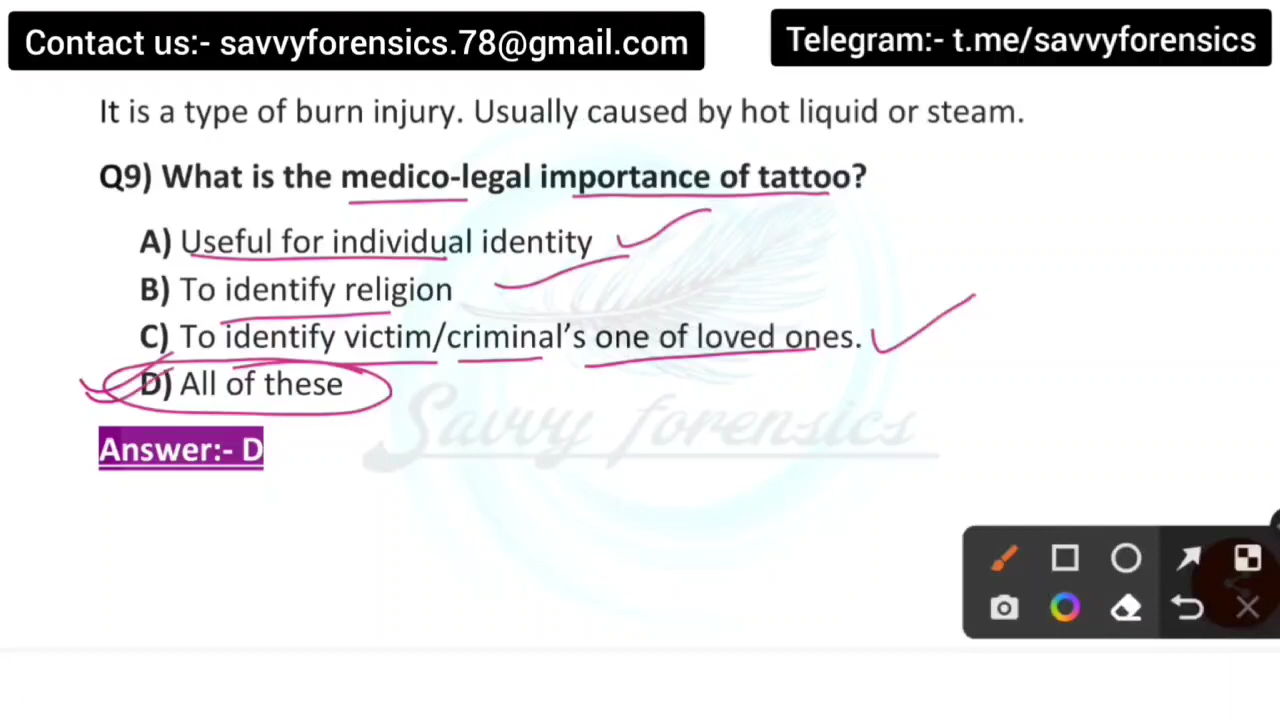 Contact us:- savvyforensics.78@gmail.com
Telegram:- t.me/savvyforensics
It is a type of burn injury. Usually caused by hot liquid or steam.
Q9) What is the medico-legal importance of tattoo?
A) Useful for individual identity
B) To identify religion
C) To identify victim/criminal’s one of loved ones.
D) All of these
Savvy forensics
Answer:- D